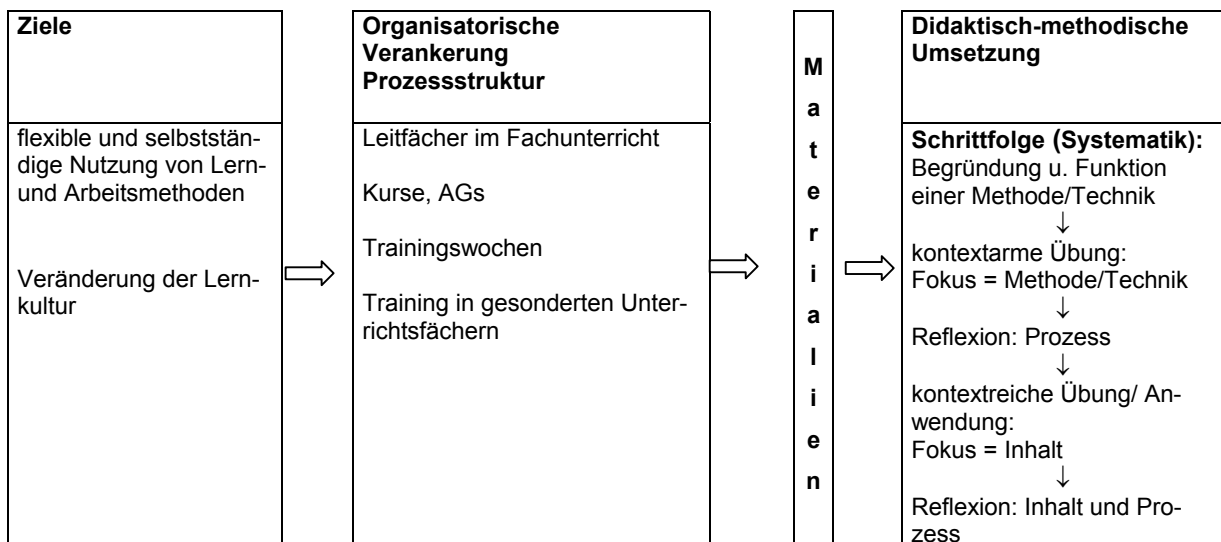 Ziele
flexible und selbststän-
dige Nutzung von Lern-
und Arbeitsmethoden
Veränderung der Lern-
kultur
Organisatorische
Verankerung
Prozessstruktur
Leitfächer im Fachunterricht
Kurse, AGs
Trainingswochen
Training in gesonderten Unter-
richtsfächern
M
a
t
e
r
i
a
l
i
e
n
Didaktisch-methodische
Umsetzung
Schrittfolge (Systematik):
Begründung u. Funktion
einer Methode/Technik
↓
kontextarme Übung:
Fokus = Methode/Technik
↓
Reflexion: Prozess
↓
kontextreiche Übung/ An-
wendung:
Fokus = Inhalt
↓
Reflexion: Inhalt und Pro-
zess